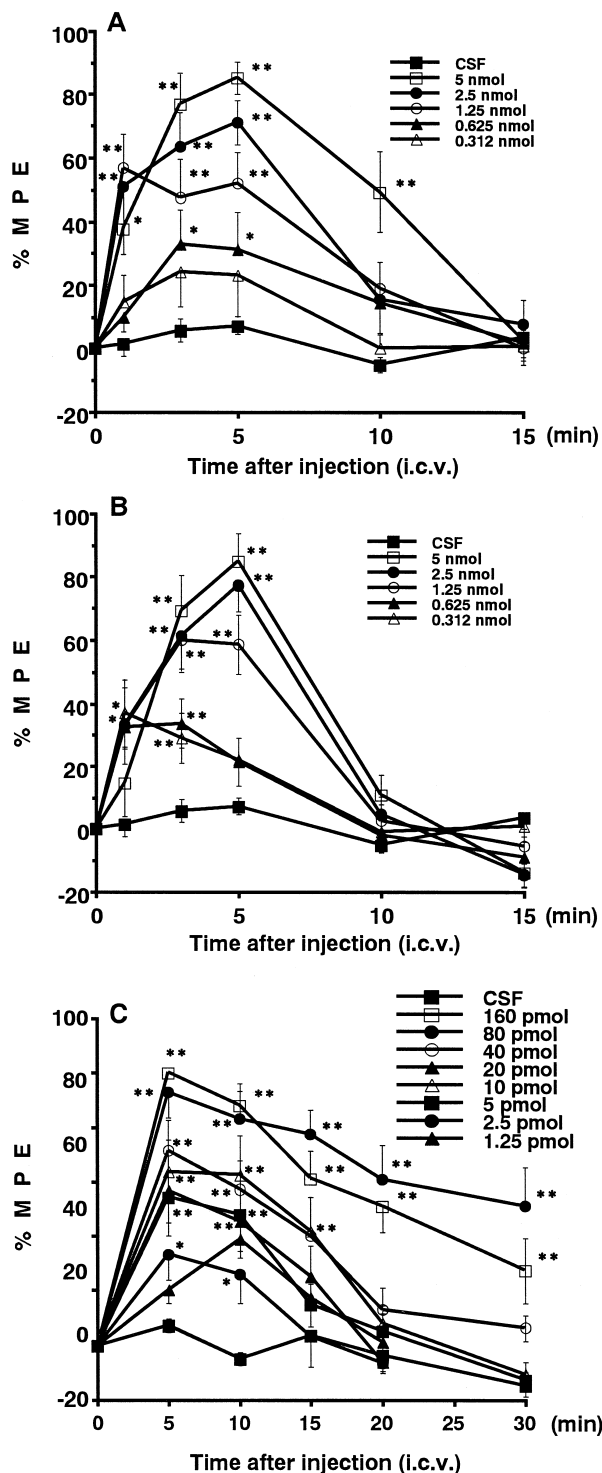 A
100
80
60
40
20
0
-20
% M P E
CSF
5 nmol
2.5 nmol
1.25 nmol
0.625 nmol
0.312 nmol
** **
**
** **
** ** **
**
* * *
0 5 10 15 (min)
Time after injection (i.c.v.)
B
100
80
60
40
20
0
-20
% M P E
CSF
5 nmol
2.5 nmol
1.25 nmol
0.625 nmol
0.312 nmol
**
**
**
** **
**
*
* **
**
0 5 10 15 (min)
Time after injection (i.c.v.)
C
100
80
60
40
20
0
-20
% M P E
CSF
160 pmol
80 pmol
40 pmol
20 pmol
10 pmol
5 pmol
2.5 pmol
1.25 pmol
**
** **
** **
** ** ** **
** ** ** **
** ** **
** **
* *
0 5 10 15 20 25 30 (min)
Time after injection (i.c.v.)